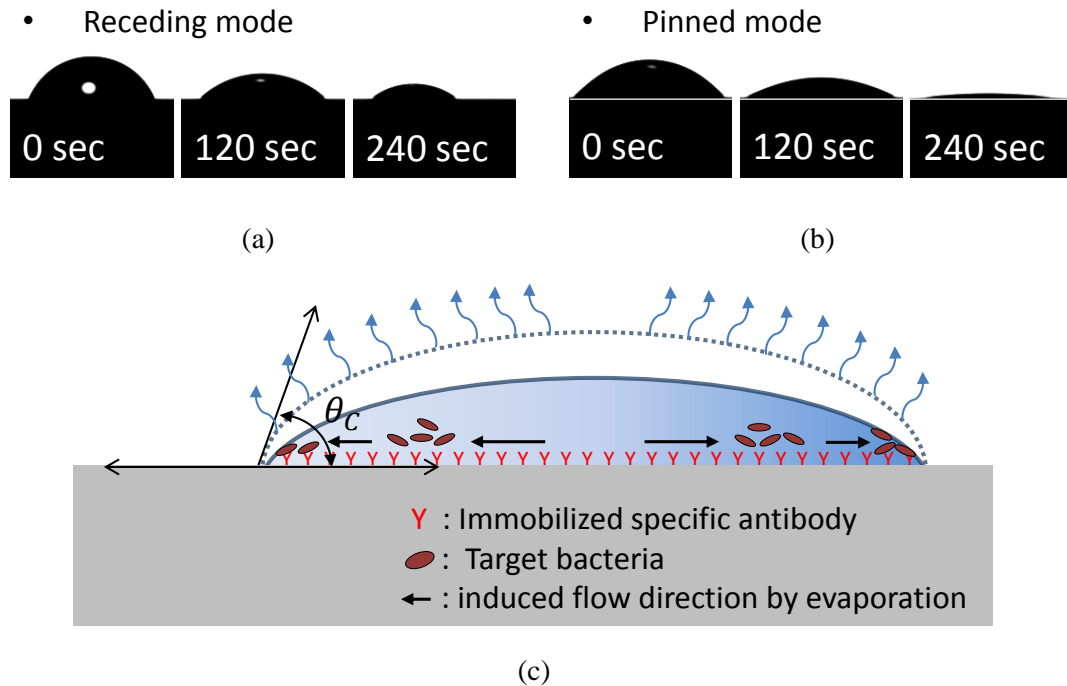 • Receding mode
• Pinned mode
0 sec 120 sec 240 sec
0 sec 120 sec 240 sec
(a)
(b)
θ_C
Y Y Y Y Y Y Y Y Y Y Y Y Y Y Y Y Y Y Y Y Y Y Y Y Y Y Y Y Y Y
Y : Immobilized specific antibody
: Target bacteria
: induced flow direction by evaporation
(c)